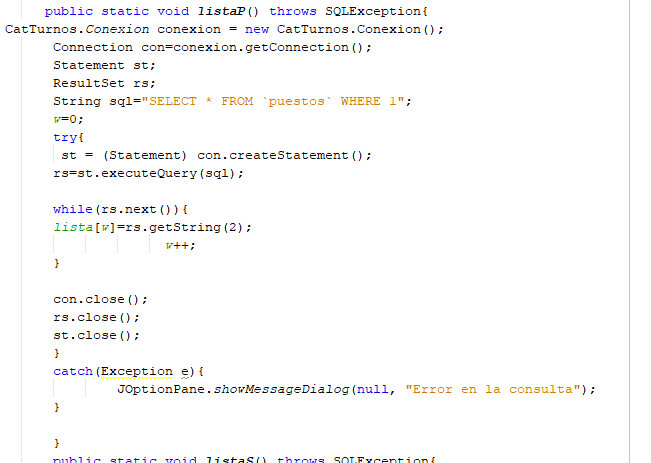 public static void listaP() throws SQLException{
CatTurnos.Conexion conexion = new CatTurnos.Conexion();
Connection con=conexion.getConnection();
Statement st;
ResultSet rs;
String sql="SELECT * FROM `puestos` WHERE 1";
w=0;
try{
st = (Statement) con.createStatement();
rs=st.executeQuery(sql);
while(rs.next()){
lista[w]=rs.getString(2);
w++;
}
con.close();
rs.close();
st.close();
}
catch(Exception e){
JOptionPane.showMessageDialog(null, "Error en la consulta");
}
}
public static void listaS() throws SQLException{